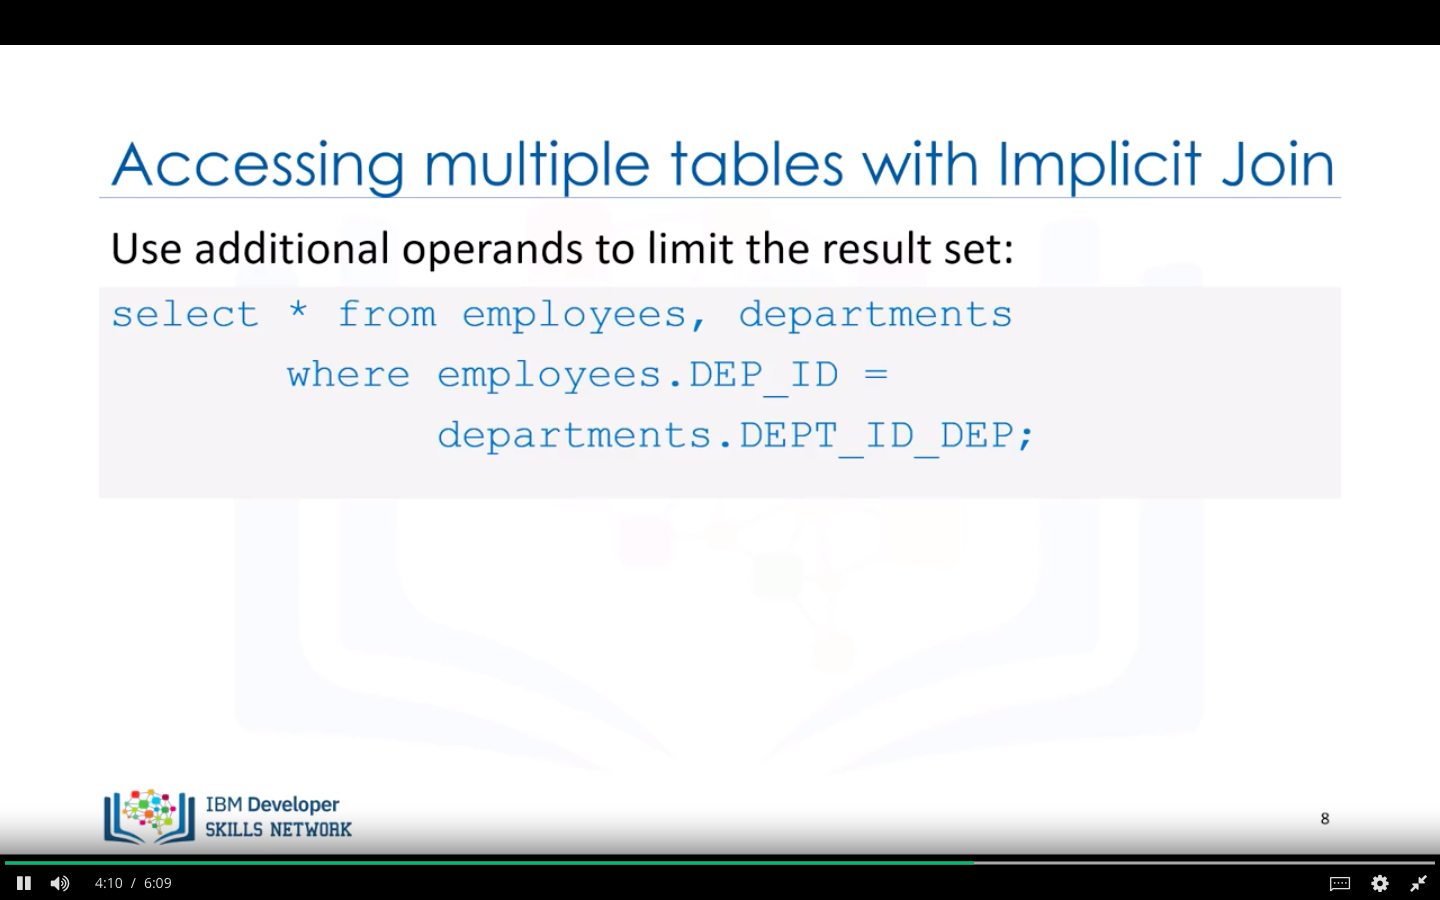 Accessing multiple tables with Implicit Join
Use additional operands to limit the result set:
select * from employees, departments
where employees.DEP_ID =
departments.DEPT_ID_DEP;
IBM Developer
SKILLS NETWORK
8
4:10 / 6:09